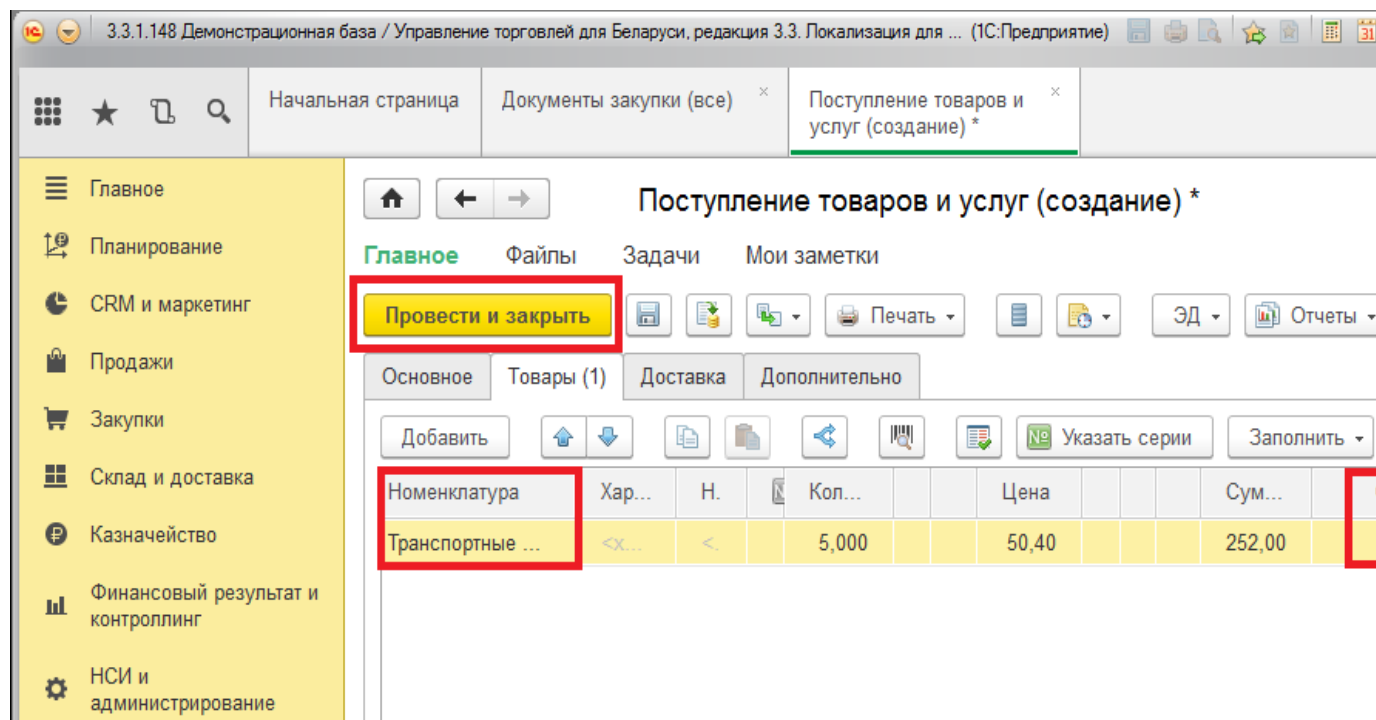 3.3.1.148 Демонстрационная база / Управление торговлей для Беларуси, редакция 3.3. Локализация для ... (1С:Предприятие)
31
Начальная страница
Документы закупки (все)
Поступление товаров и
услуг (создание) *
Главное
Планирование
CRM и маркетинг
Продажи
Закупки
Склад и доставка
Казначейство
Финансовый результат и
контроллинг
НСИ и
администрирование
Поступление товаров и услуг (создание) *
Главное Файлы Задачи Мои заметки
Провести и закрыть Печать ЭД Отчеты
Основное Товары (1) Доставка Дополнительно
Добавить № Указать серии Заполнить
Номенклатура Хар... Н. Кол... Цена Сум...
Транспортные ... <х... <. 5,000 50,40 252,00